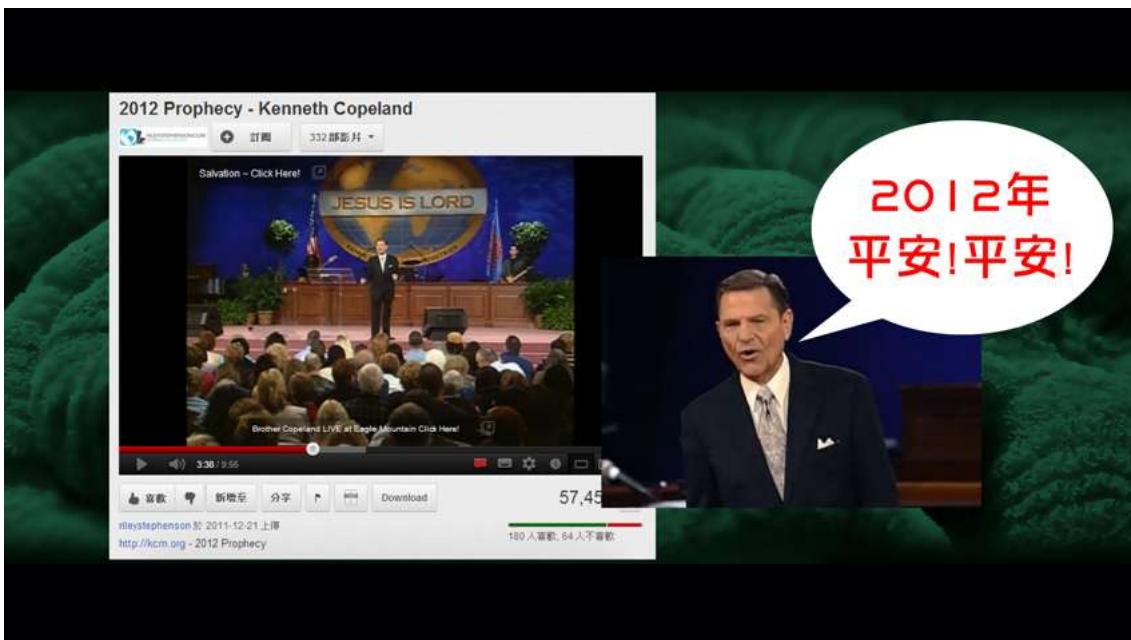 2012 Prophecy - Kenneth Copeland
訂閱
332 部影片
Salvation ~ Click Here!
JESUS IS LORD
2012年
平安!平安!
Brother Copeland LIVE at Eagle Mountain Click Here!
3:38 / 9:55
喜歡
新增至
分享
Download
57,45
rileystephenson 於 2011-12-21 上傳
http://kcm.org - 2012 Prophecy
180 人喜歡, 64 人不喜歡